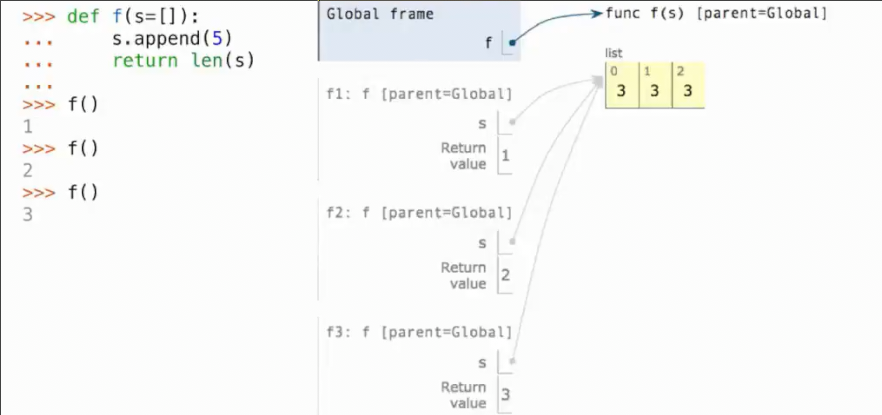 >>> def f(s=[]):
...     s.append(5)
...     return len(s)
...
>>> f()
1
>>> f()
2
>>> f()
3
Global frame
f
func f(s) [parent=Global]
list
0 1 2
3 3 3
f1: f [parent=Global]
s
Return
value 1
f2: f [parent=Global]
s
Return
value 2
f3: f [parent=Global]
s
Return
value 3